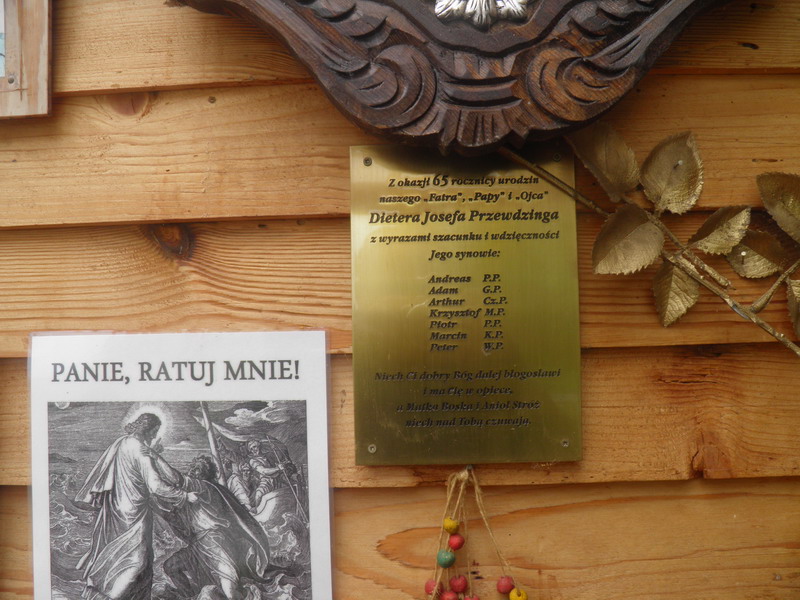 Z okazji 65 rocznicy urodzin
naszego „Fatra", „Papy" i „Ojca"
Dietera Josefa Przewdzinga
z wyrazami szacunku i wdzięczności
Jego synowie:
Andreas P.P.
Adam G.P.
Arthur Cz.P.
Krzysztof M.P.
Piotr P.P.
Marcin K.P.
Peter W.P.
Niech Ci dobry Bóg dalej błogosławi
i ma Cię w opiece,
a Matka Boska i Anioł Stróż
niech nad Tobą czuwają.
PANIE, RATUJ MNIE!